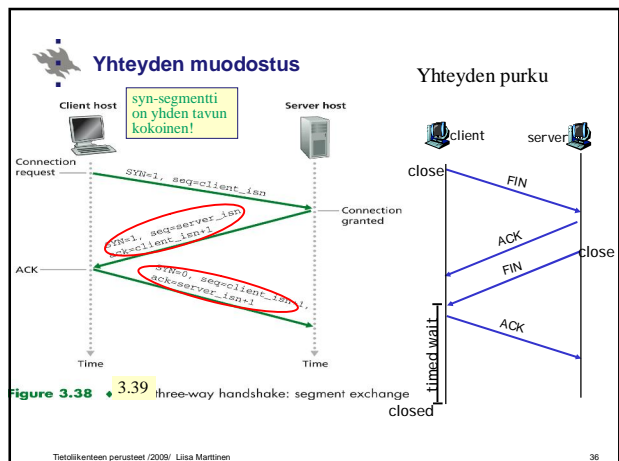 Yhteyden muodostus
Yhteyden purku
syn-segmentti
on yhden tavun
kokoinen!
Client host
Server host
Connection
request
SYN=1, seq=client_isn
Connection
granted
SYN=1, seq=server_isn
ack=client_isn+1
ACK
SYN=0, seq=client_isn+1,
ack=server_isn+1
Time
Time
Figure 3.38
3.39
three-way handshake: segment exchange
client
server
close
FIN
ACK
close
FIN
ACK
timed wait
closed
Tietoliikenteen perusteet /2009/ Liisa Marttinen
36